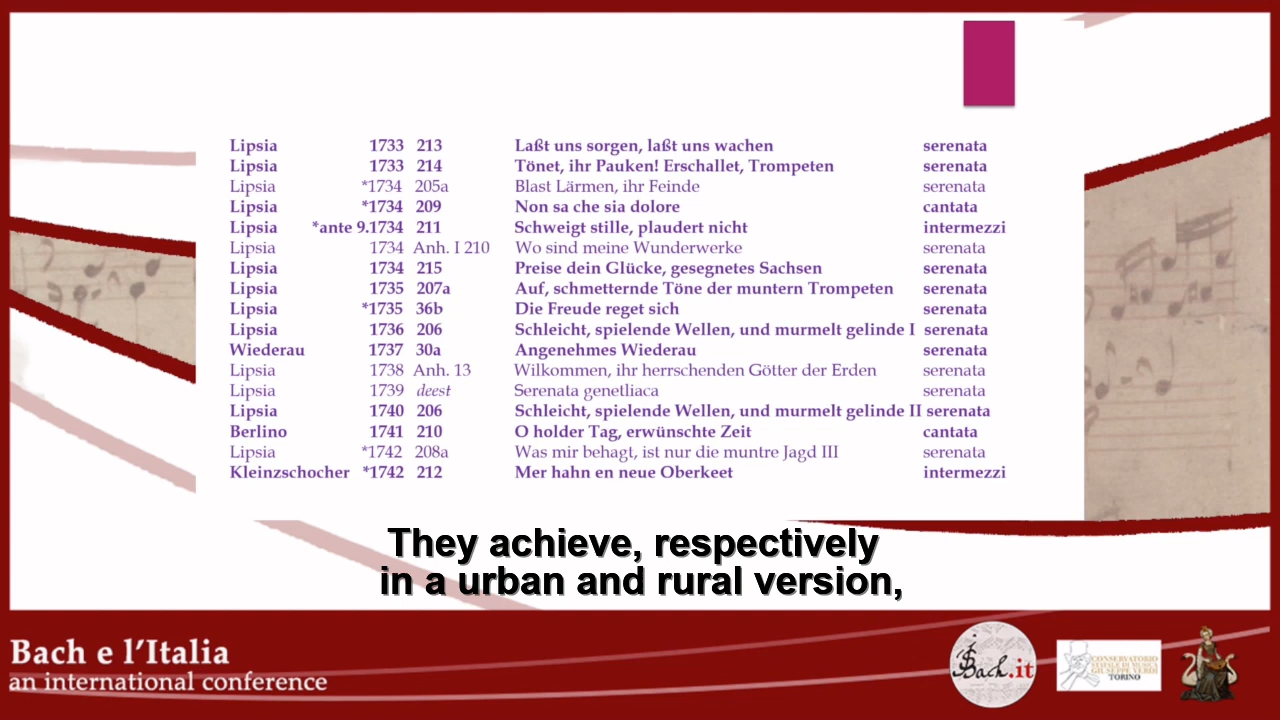 Lipsia 1733 213 Laßt uns sorgen, laßt uns wachen serenata
Lipsia 1733 214 Tönet, ihr Pauken! Erschallet, Trompeten serenata
Lipsia *1734 205a Blast Lärmen, ihr Feinde serenata
Lipsia *1734 209 Non sa che sia dolore cantata
Lipsia *ante 9.1734 211 Schweigt stille, plaudert nicht intermezzi
Lipsia 1734 Anh. I 210 Wo sind meine Wunderwerke serenata
Lipsia 1734 215 Preise dein Glücke, gesegnetes Sachsen serenata
Lipsia 1735 207a Auf, schmetternde Töne der muntern Trompeten serenata
Lipsia *1735 36b Die Freude reget sich serenata
Lipsia 1736 206 Schleicht, spielende Wellen, und murmelt gelinde I serenata
Wiederau 1737 30a Angenehmes Wiederau serenata
Lipsia 1738 Anh. 13 Wilkommen, ihr herrschenden Götter der Erden serenata
Lipsia 1739 deest Serenata genetliaca serenata
Lipsia 1740 206 Schleicht, spielende Wellen, und murmelt gelinde II serenata
Berlino 1741 210 O holder Tag, erwünschte Zeit cantata
Lipsia *1742 208a Was mir behagt, ist nur die muntre Jagd III serenata
Kleinzschocher *1742 212 Mer hahn en neue Oberkeet intermezzi
They achieve, respectively
in a urban and rural version,
Bach e l'Italia
an international conference
JSBach.it
CONSERVATORIO
STATALE DI MUSICA
GIUSEPPE VERDI
TORINO